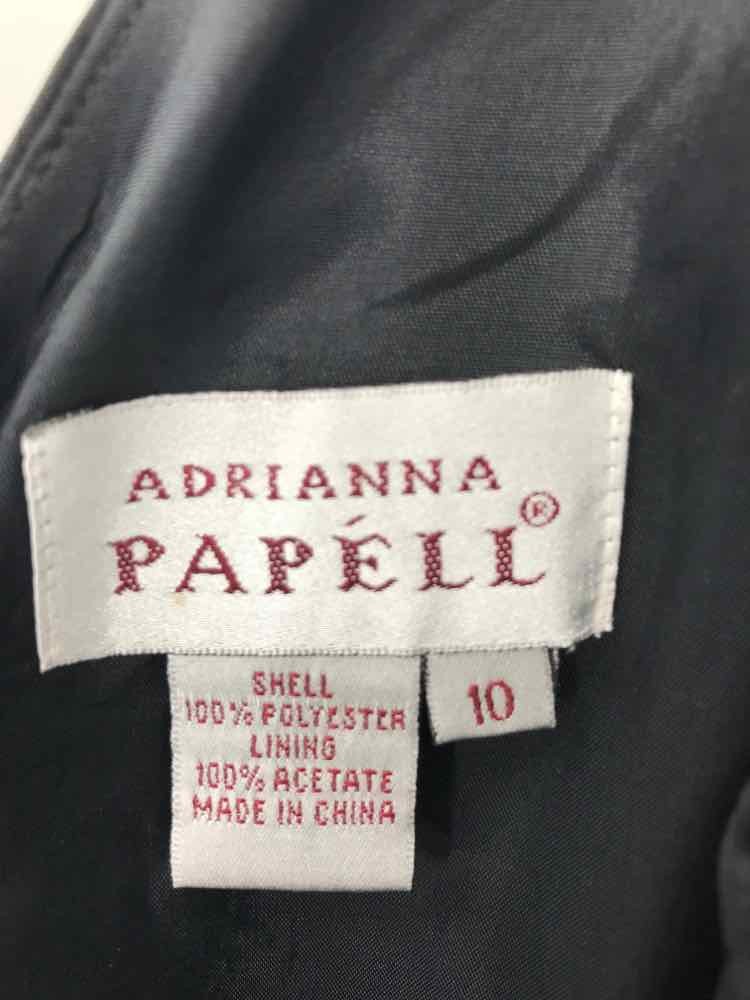 ADRIANNA
PAPÉLL®
SHELL
100% POLYESTER
LINING
100% ACETATE
MADE IN CHINA
10